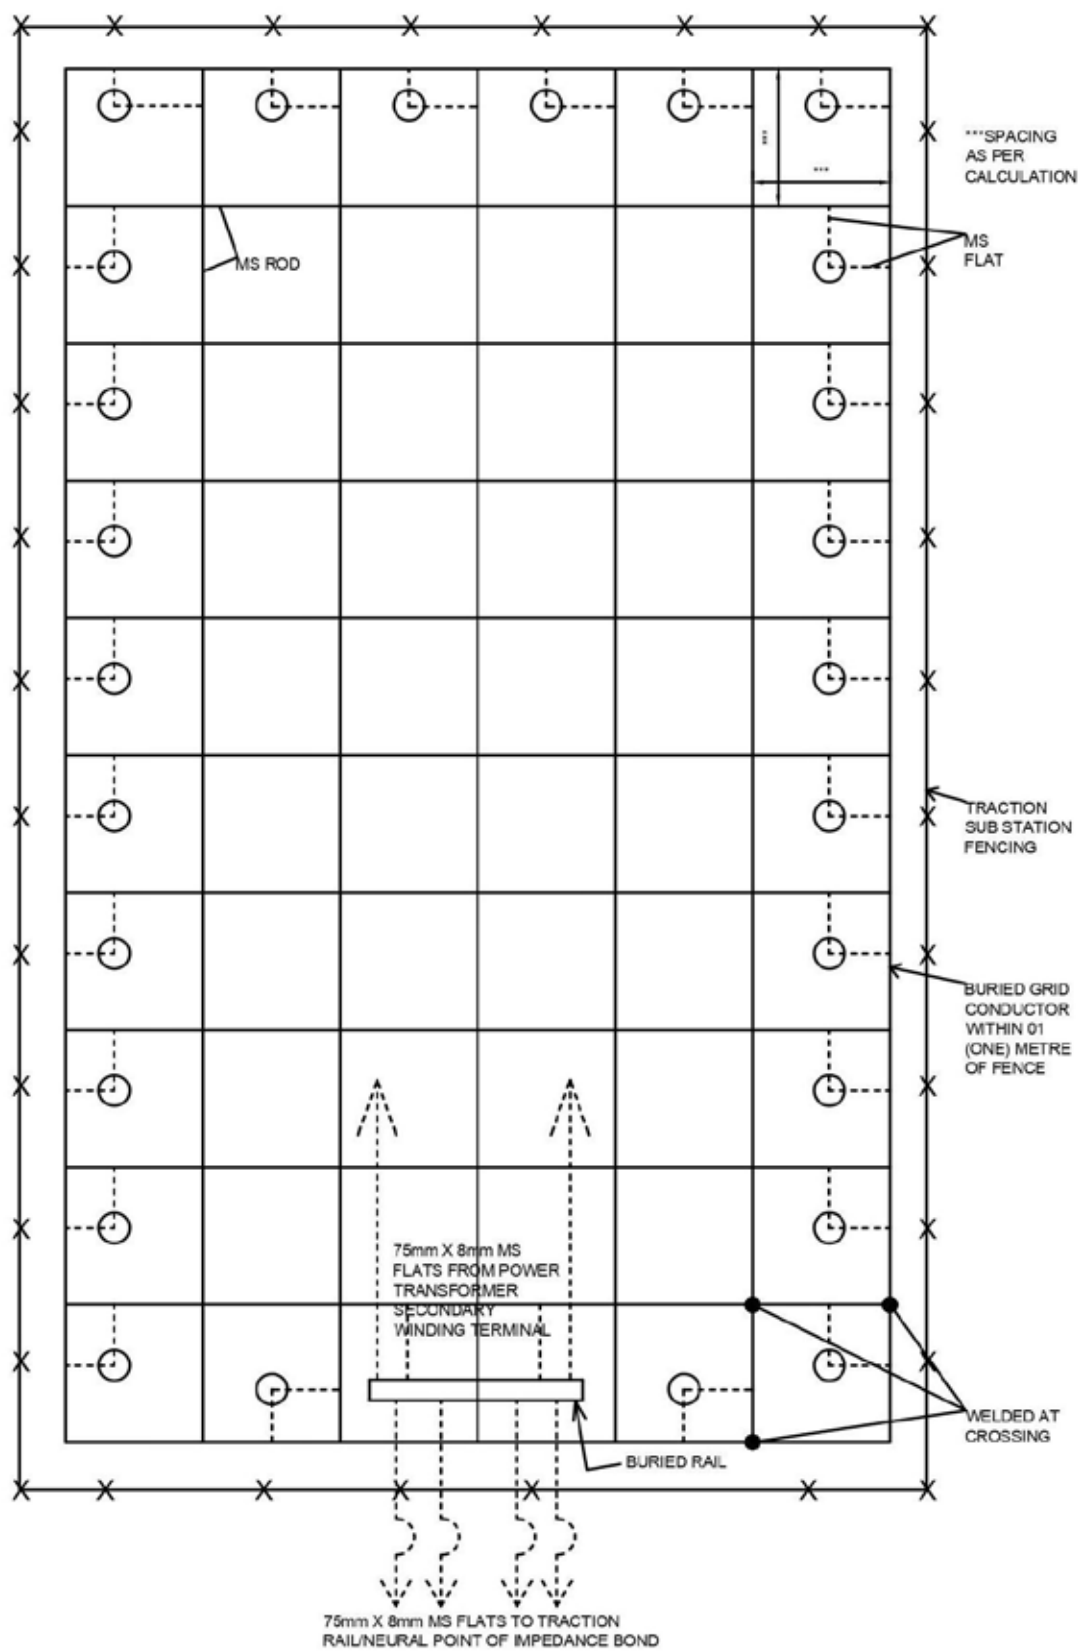 ***SPACING
AS PER
CALCULATION
***
***
MS ROD
MS
FLAT
TRACTION
SUB STATION
FENCING
BURIED GRID
CONDUCTOR
WITHIN 01
(ONE) METRE
OF FENCE
75mm X 8mm MS
FLATS FROM POWER
TRANSFORMER
SECONDARY
WINDING TERMINAL
WELDED AT
CROSSING
BURIED RAIL
75mm X 8mm MS FLATS TO TRACTION
RAIL/NEURAL POINT OF IMPEDANCE BOND